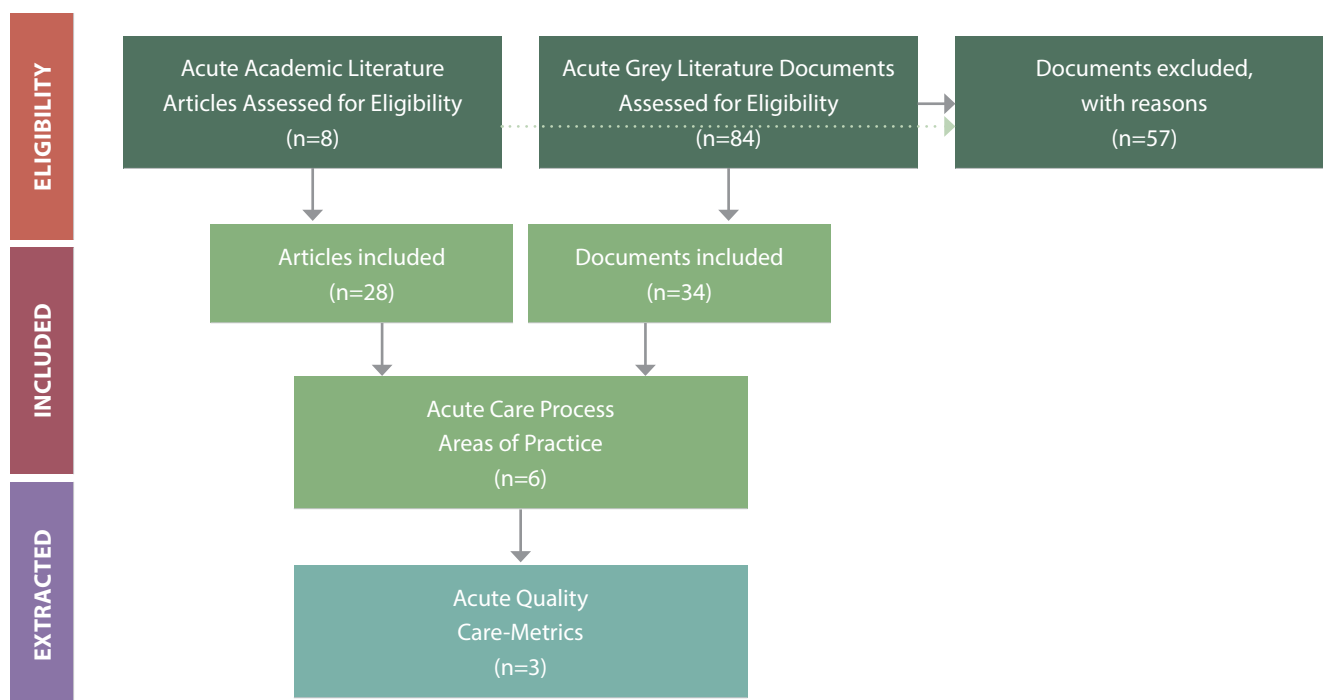 ELIGIBILITY
Acute Academic Literature
Articles Assessed for Eligibility
(n=8)
Acute Grey Literature Documents
Assessed for Eligibility
(n=84)
Documents excluded,
with reasons
(n=57)
INCLUDED
Articles included
(n=28)
Documents included
(n=34)
Acute Care Process
Areas of Practice
(n=6)
EXTRACTED
Acute Quality
Care-Metrics
(n=3)